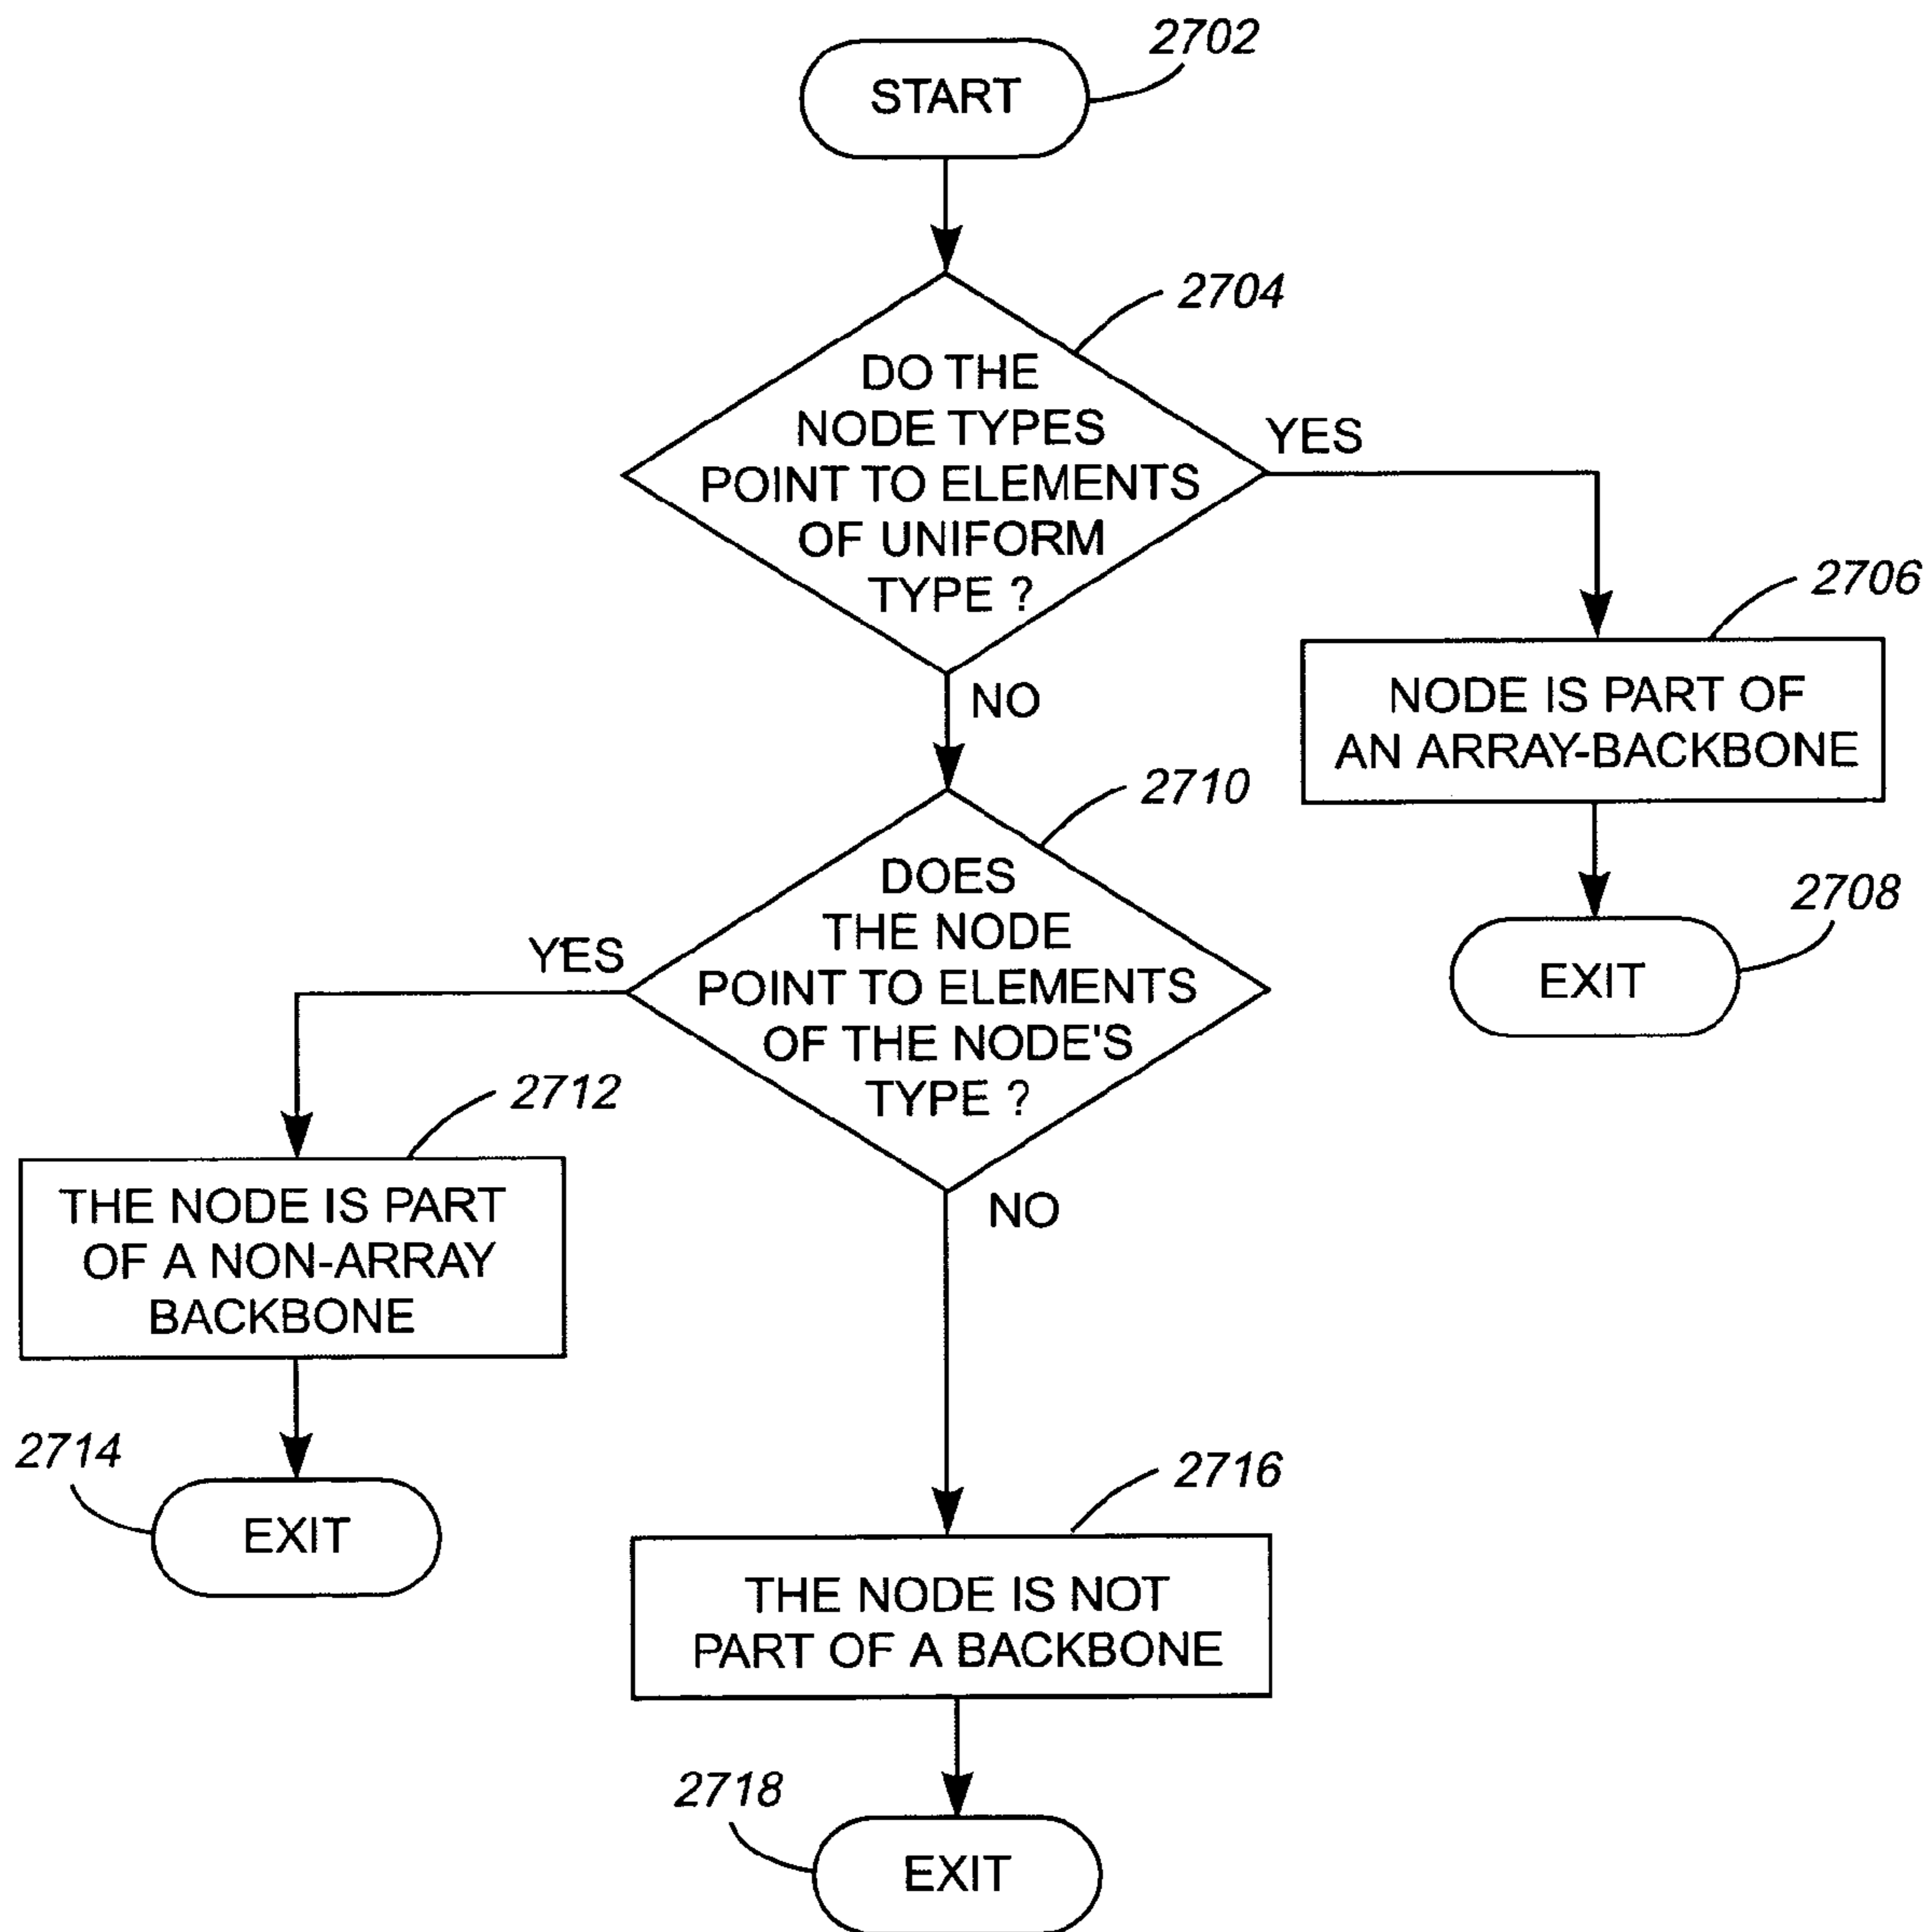 2702
START
2704
DO THE
NODE TYPES
POINT TO ELEMENTS
OF UNIFORM
TYPE ?
YES
NO
2706
NODE IS PART OF
AN ARRAY-BACKBONE
2708
EXIT
2710
DOES
THE NODE
POINT TO ELEMENTS
OF THE NODE'S
TYPE ?
YES
NO
2712
THE NODE IS PART
OF A NON-ARRAY
BACKBONE
2714
EXIT
2716
THE NODE IS NOT
PART OF A BACKBONE
2718
EXIT